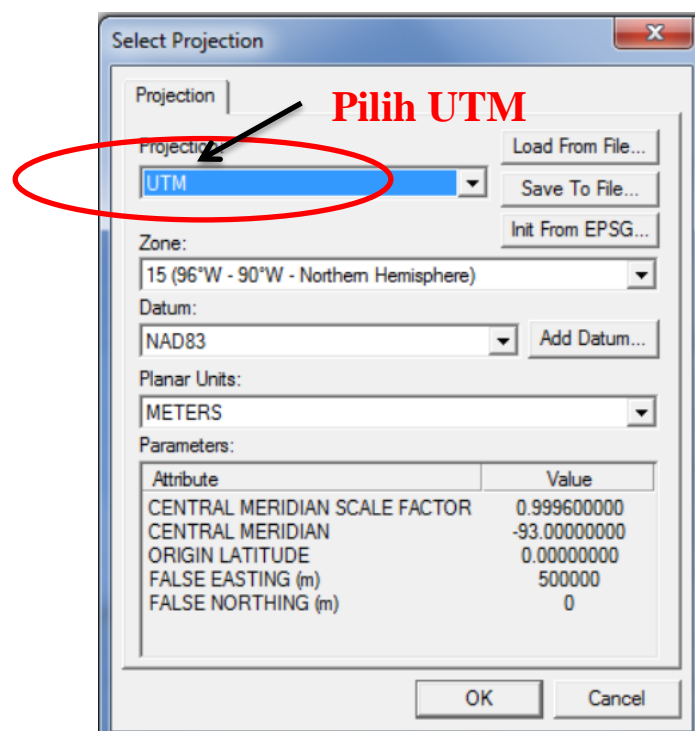 Select Projection
Projection
Pilih UTM
Projection:
Load From File...
UTM
Save To File...
Init From EPSG...
Zone:
15 (96°W - 90°W - Northern Hemisphere)
Datum:
NAD83
Add Datum...
Planar Units:
METERS
Parameters:
Attribute Value
CENTRAL MERIDIAN SCALE FACTOR 0.999600000
CENTRAL MERIDIAN -93.00000000
ORIGIN LATITUDE 0.00000000
FALSE EASTING (m) 500000
FALSE NORTHING (m) 0
OK Cancel